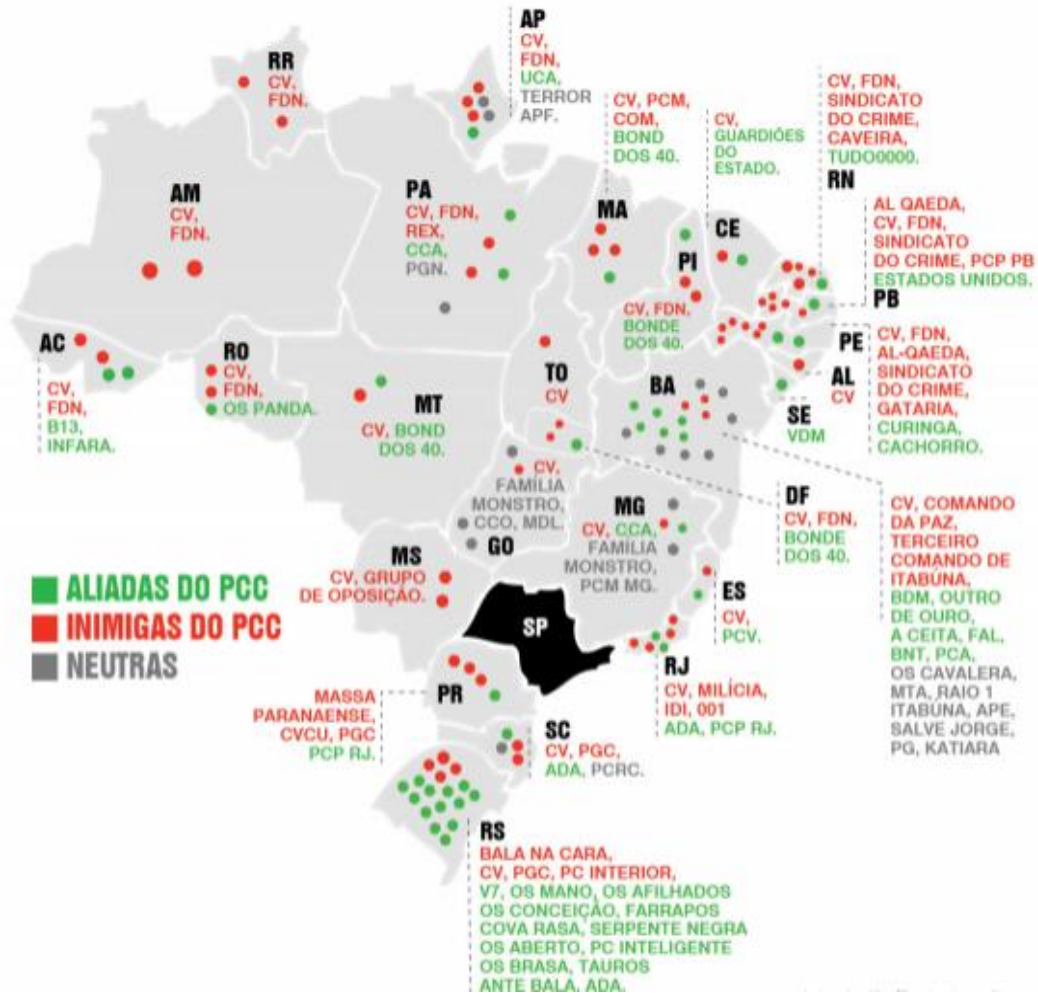 AP
CV,
FDN,
UCA,
TERROR
APF.
RR
CV,
FDN.
CV, PCM,
COM,
BOND
DOS 40.
CV,
GUARDIÕES
DO
ESTADO.
CV, FDN,
SINDICATO
DO CRIME,
CAVEIRA,
TUDO0000.
RN
AM
CV,
FDN.
PA
CV, FDN,
REX,
CCA,
PGN.
MA
CE
PI
CV, FDN.
BONDE
DOS 40.
AL QAEDA,
CV, FDN,
SINDICATO
DO CRIME, PCP PB
ESTADOS UNIDOS.
PB
AC
CV,
FDN,
B13,
INFARA.
RO
CV,
FDN,
OS PANDA.
MT
CV, BOND
DOS 40.
TO
CV
BA
PE
CV, FDN,
AL-QAEDA,
SINDICATO
DO CRIME,
GATARIA,
CURINGA,
CACHORRO.
AL
CV
SE
VDM
CV,
FAMÍLIA
MONSTRO,
CCO, MDL.
GO
MG
CV, CCA,
FAMÍLIA
MONSTRO,
PCM MG.
DF
CV, FDN,
BONDE
DOS 40.
CV, COMANDO
DA PAZ,
TERCEIRO
COMANDO DE
ITABÚNA,
BDM, OUTRO
DE OURO,
A CEITA, FAL,
BNT, PCA,
OS CAVALERA,
MTA, RAIO 1
ITABUNA, APE,
SALVE JORGE,
PG, KATIARA
MS
CV, GRUPO
DE OPOSIÇÃO.
ALIADAS DO PCC
INIMIGAS DO PCC
NEUTRAS
SP
ES
CV,
PCV.
RJ
CV, MILÍCIA,
IDI, 001
ADA, PCP RJ.
PR
MASSA
PARANAENSE,
CVCU, PGC
PCP RJ.
SC
CV, PGC,
ADA, PCRC.
RS
BALA NA CARA,
CV, PGC, PC INTERIOR,
V7, OS MANO, OS AFILHADOS
OS CONCEIÇÃO, FARRAPOS
COVA RASA, SERPENTE NEGRA
OS ABERTO, PC INTELIGENTE
OS BRASA, TAUROS
ANTE BALA, ADA.